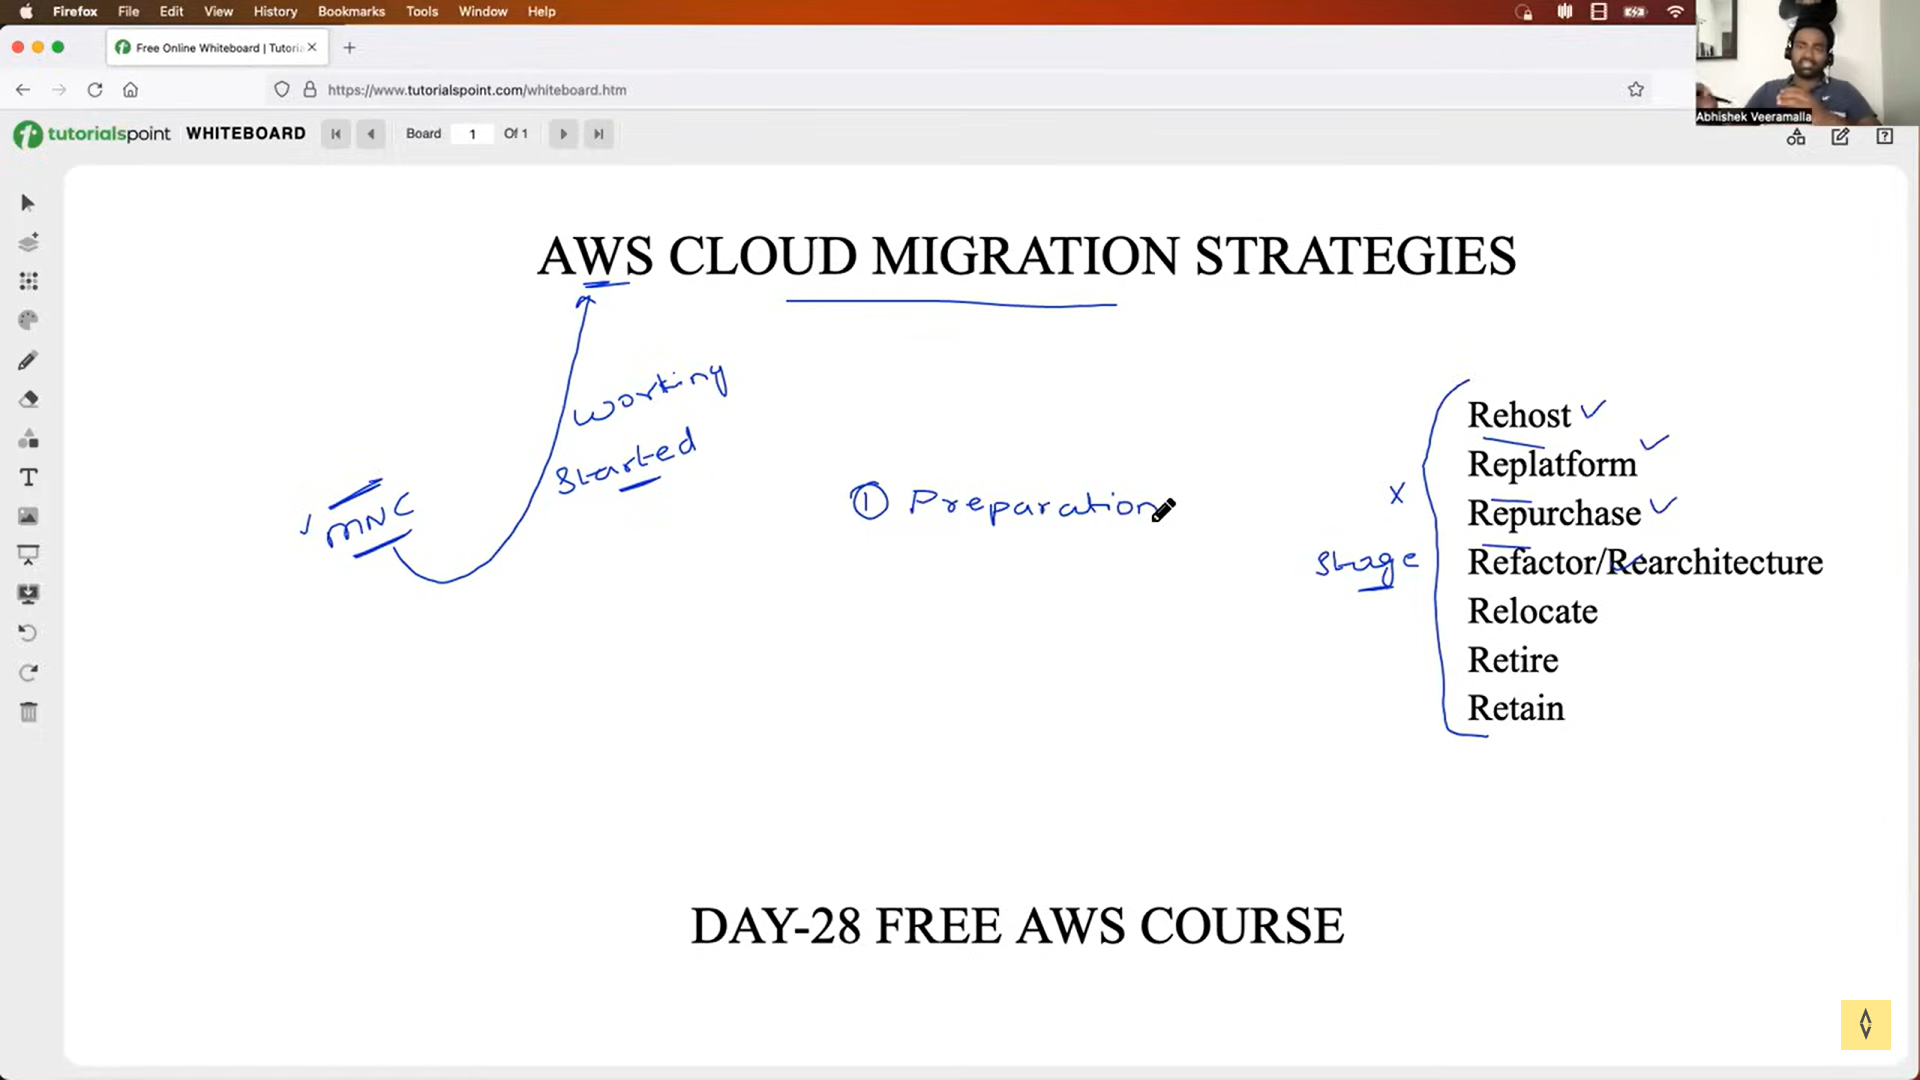 Firefox File Edit View History Bookmarks Tools Window Help
Free Online Whiteboard | Tutoria
https://www.tutorialspoint.com/whiteboard.htm
Abhishek Veeramalla
tutorialspoint WHITEBOARD Board 1 Of 1
AWS CLOUD MIGRATION STRATEGIES
Working
Started
MNC
① Preparation
Stage
Rehost
Replatform
Repurchase
Refactor/Rearchitecture
Relocate
Retire
Retain
DAY-28 FREE AWS COURSE